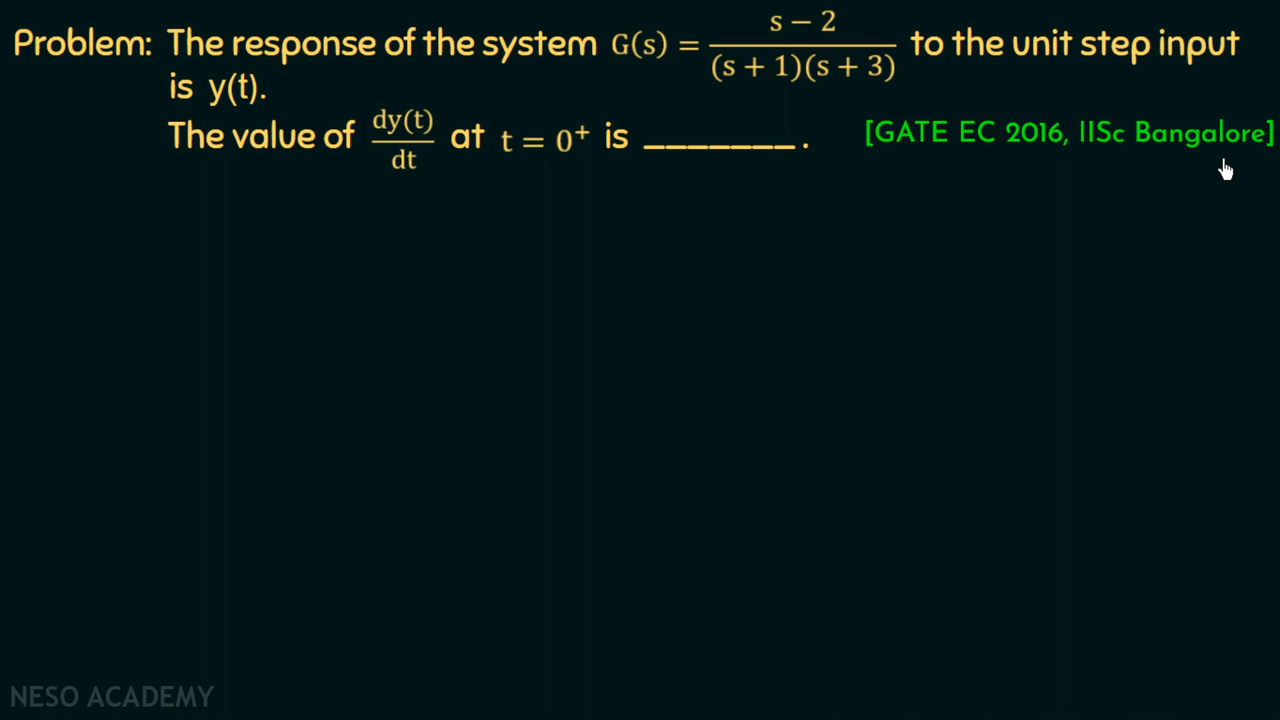 Problem: The response of the system G(s) = (s − 2)/((s + 1)(s + 3)) to the unit step input
is y(t).
The value of dy(t)/dt at t = 0⁺ is _______ . [GATE EC 2016, IISc Bangalore]
NESO ACADEMY